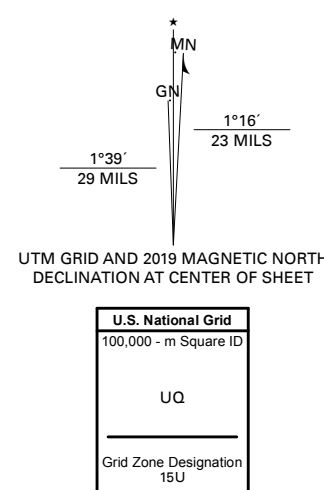 ★
MN
GN
1°39´
29 MILS
1°16´
23 MILS
UTM GRID AND 2019 MAGNETIC NORTH
DECLINATION AT CENTER OF SHEET
U.S. National Grid
100,000 - m Square ID
UQ
Grid Zone Designation
15U